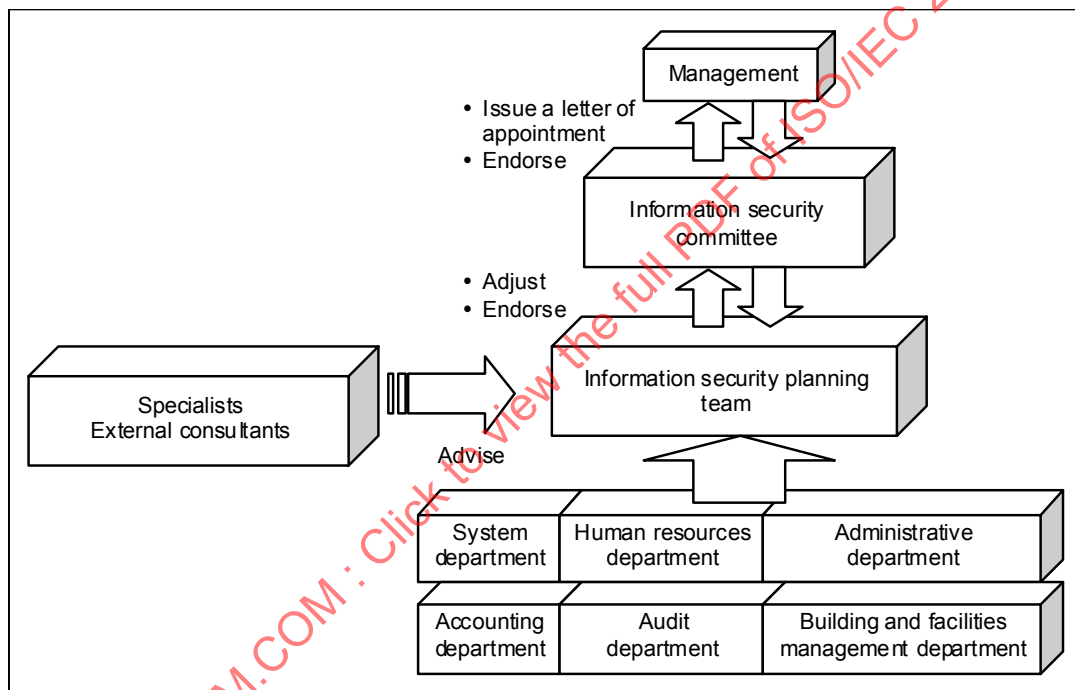 Management
• Issue a letter of
appointment
• Endorse
Information security
committee
• Adjust
• Endorse
Information security planning
team
Specialists
External consultants
Advise
System
department
Human resources
department
Administrative
department
Accounting
department
Audit
department
Building and facilities
management department
M.COM : Click to view the full PDF of ISO/IEC 2